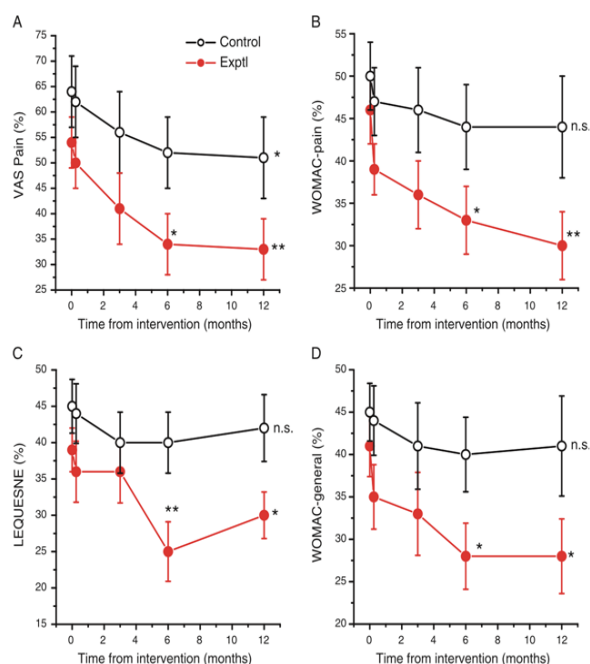 A
B
Control
Exptl
VAS Pain (%)
75
70
65
60
55
50
45
40
35
30
25
*
*
**
0 2 4 6 8 10 12
Time from intervention (months)
WOMAC-pain (%)
55
50
45
40
35
30
25
n.s.
*
**
0 2 4 6 8 10 12
Time from intervention (months)
C
D
LEQUESNE (%)
50
45
40
35
30
25
20
15
n.s.
**
*
0 2 4 6 8 10 12
Time from intervention (months)
WOMAC-general (%)
50
45
40
35
30
25
20
n.s.
*
*
0 2 4 6 8 10 12
Time from intervention (months)